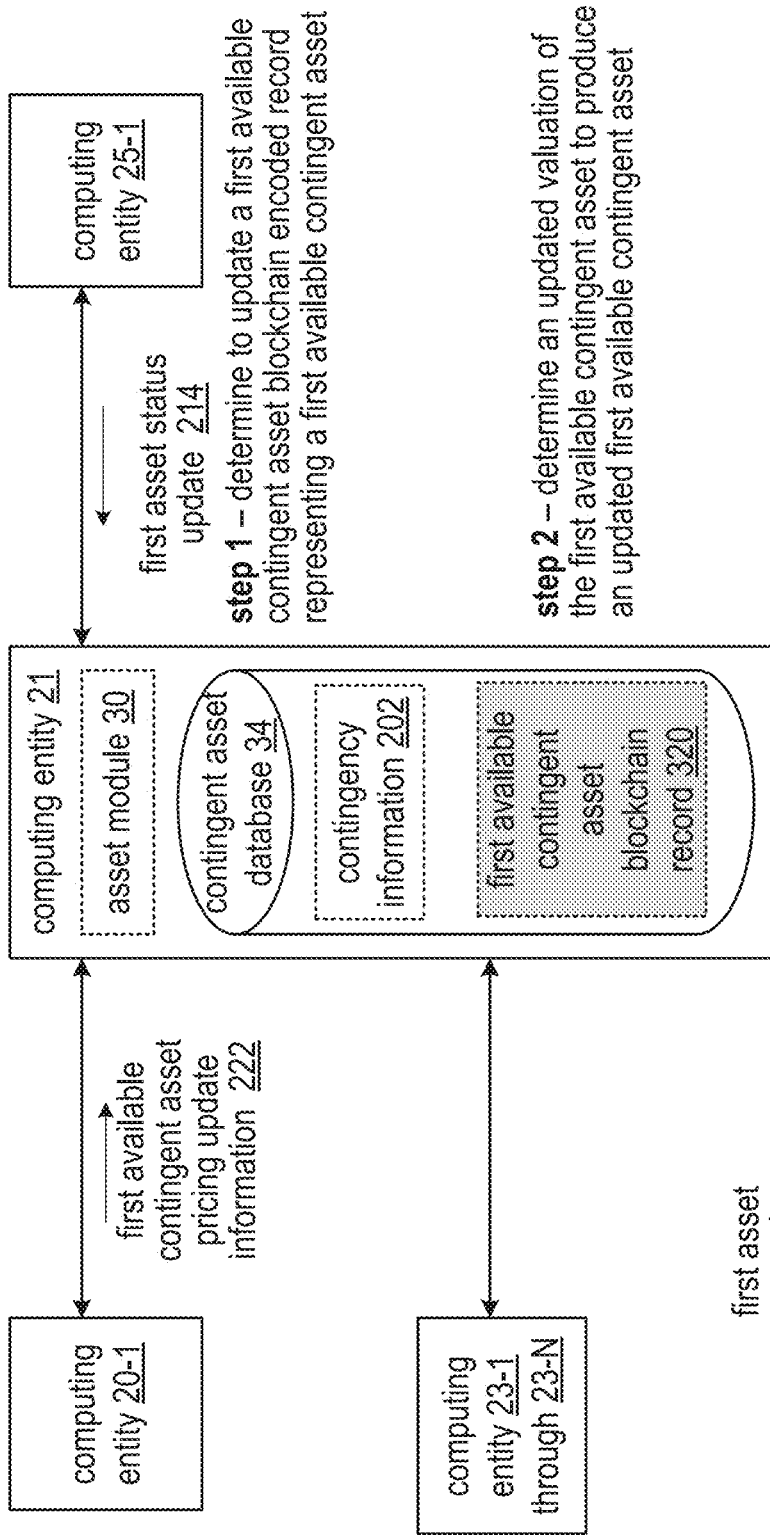 computing
entity 20-1
first available
contingent asset
pricing update
information 222
computing entity 21
asset module 30
contingent asset
database 34
contingency
information 202
first available
contingent
asset
blockchain
record 320
first asset status
update 214
computing
entity 25-1
step 1 – determine to update a first available
contingent asset blockchain encoded record
representing a first available contingent asset
step 2 – determine an updated valuation of
the first available contingent asset to produce
an updated first available contingent asset
computing
entity 23-1
through 23-N
first asset